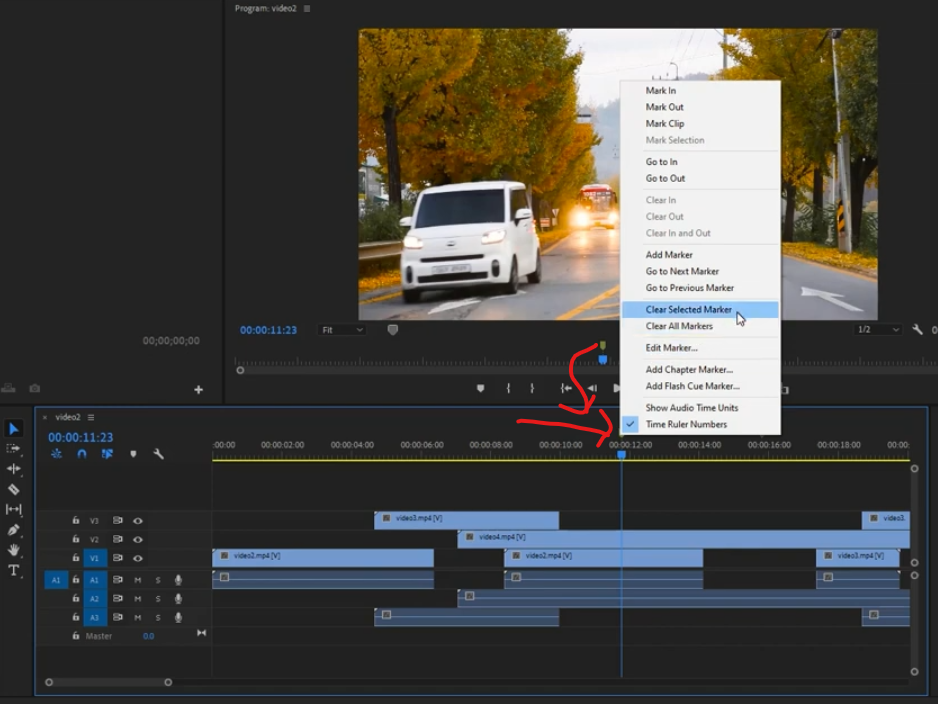 Program: video2
Mark In
Mark Out
Mark Clip
Mark Selection
Go to In
Go to Out
Clear In
Clear Out
Clear In and Out
Add Marker
Go to Next Marker
Go to Previous Marker
Clear Selected Marker
Clear All Markers
Edit Marker...
Add Chapter Marker...
Add Flash Cue Marker...
Show Audio Time Units
Time Ruler Numbers
00:00:11:23
Fit
1/2
0
00;00;00;00
× video2
00:00:11:23
:00:00 00:00:02:00 00:00:04:00 00:00:06:00 00:00:08:00 00:00:10:00 00:00:12:00 00:00:14:00 00:00:16:00 00:00:18:00 00:00:
V3 video3.mp4 [V] video3.
V2 video4.mp4 [V]
V1 video2.mp4 [V] video2.mp4 [V] video3.mp4 [V]
A1 A1 M S
A2 M S
A3 M S
Master 0.0
T